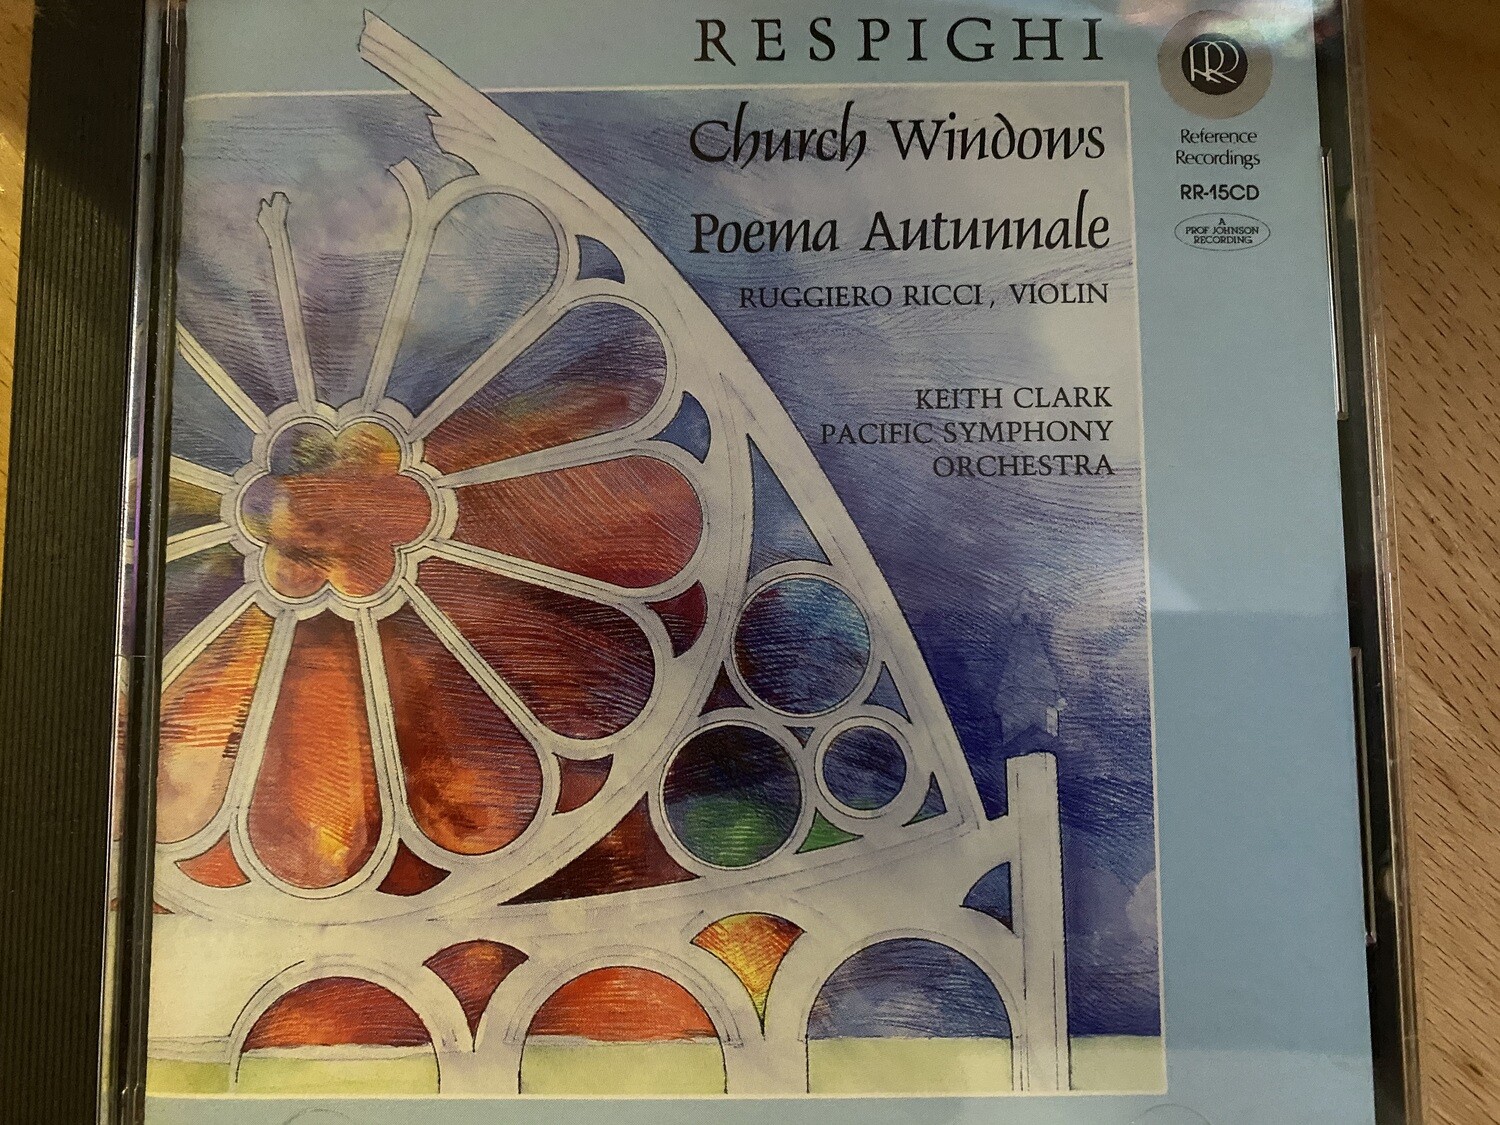 RESPIGHI
Church Windows
Poema Autunnale
RUGGIERO RICCI, VIOLIN
KEITH CLARK
PACIFIC SYMPHONY
ORCHESTRA
RR
Reference
Recordings
RR-15CD
A
PROF JOHNSON
RECORDING